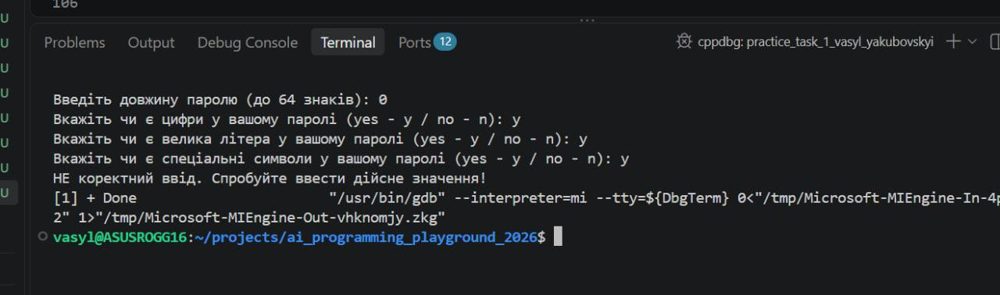 106
Problems Output Debug Console Terminal Ports 12 cppdbg: practice_task_1_vasyl_yakubovskyi
Введіть довжину паролю (до 64 знаків): 0
Вкажіть чи є цифри у вашому паролі (yes - y / no - n): y
Вкажіть чи є велика літера у вашому паролі (yes - y / no - n): y
Вкажіть чи є спеціальні символи у вашому паролі (yes - y / no - n): y
НЕ коректний ввід. Спробуйте ввести дійсне значення!
[1] + Done "/usr/bin/gdb" --interpreter=mi --tty=${DbgTerm} 0<"/tmp/Microsoft-MIEngine-In-4p
2" 1>"/tmp/Microsoft-MIEngine-Out-vhknomjy.zkg"
vasyl@ASUSROGG16:~/projects/ai_programming_playground_2026$
U
U
U
U
U
U
U
U